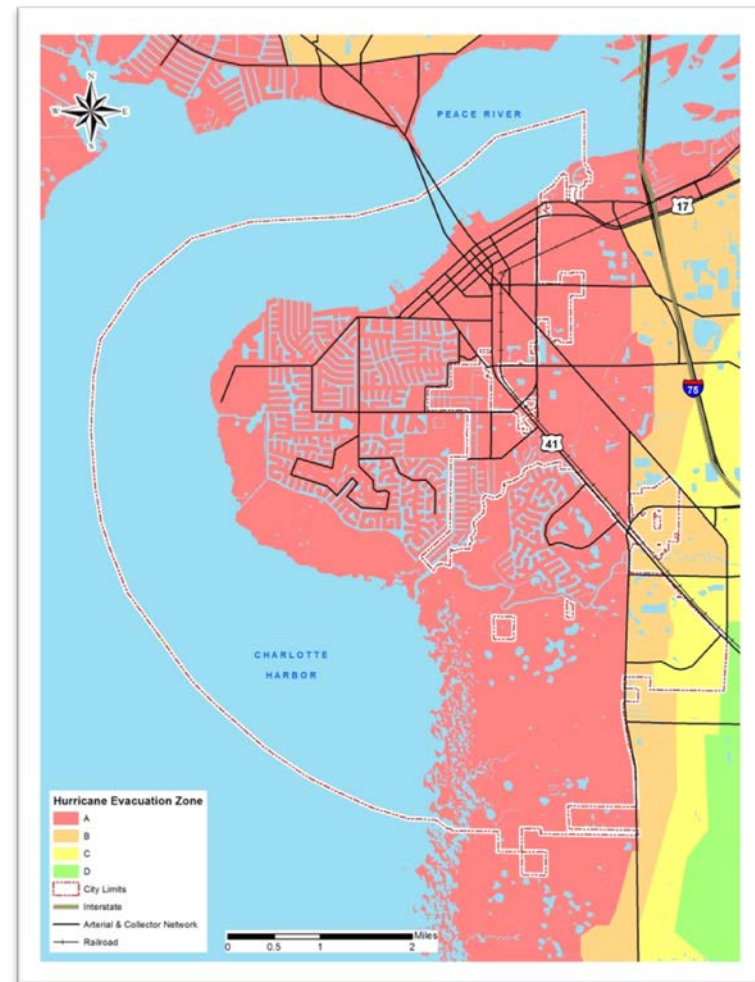 N
W E
S
PEACE RIVER
17
75
41
CHARLOTTE
HARBOR
Hurricane Evacuation Zone
A
B
C
D
City Limits
Interstate
Arterial & Collector Network
Railroad
Miles
0 0.5 1 2